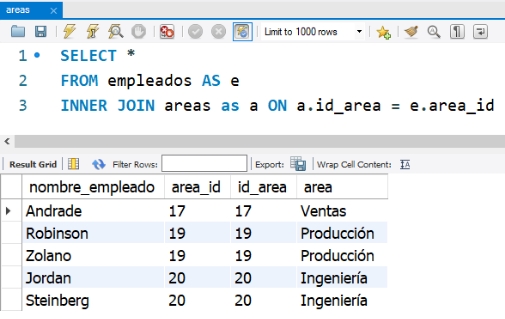 areas
Limit to 1000 rows
1 SELECT *
2 FROM empleados AS e
3 INNER JOIN areas as a ON a.id_area = e.area_id
Result Grid Filter Rows: Export: Wrap Cell Content:
nombre_empleado area_id id_area area
Andrade 17 17 Ventas
Robinson 19 19 Producción
Zolano 19 19 Producción
Jordan 20 20 Ingeniería
Steinberg 20 20 Ingeniería